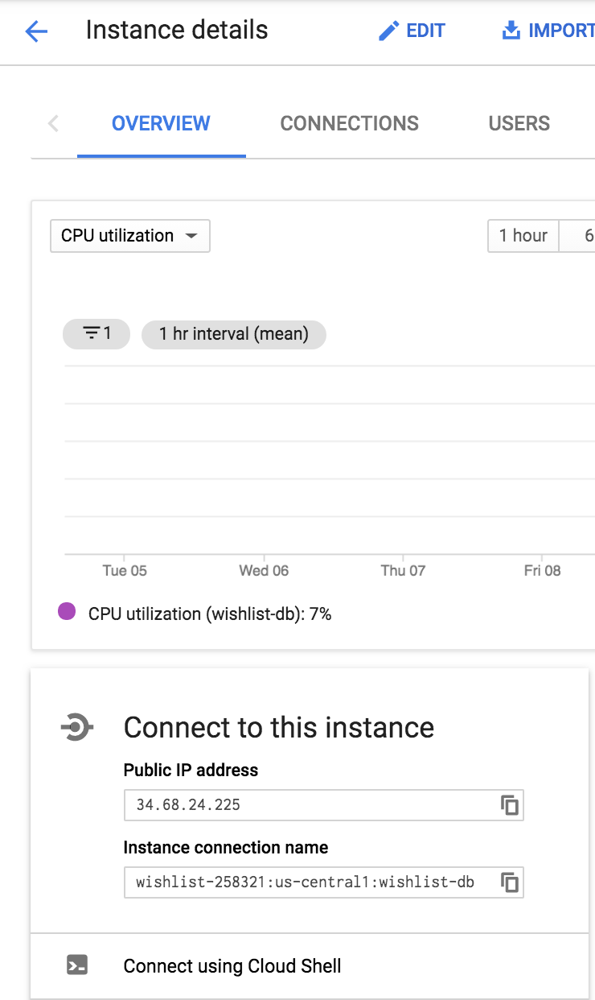 Instance details EDIT IMPORT
OVERVIEW CONNECTIONS USERS
CPU utilization 1 hour 6
1 1 hr interval (mean)
Tue 05 Wed 06 Thu 07 Fri 08
CPU utilization (wishlist-db): 7%
Connect to this instance
Public IP address
34.68.24.225
Instance connection name
wishlist-258321:us-central1:wishlist-db
Connect using Cloud Shell